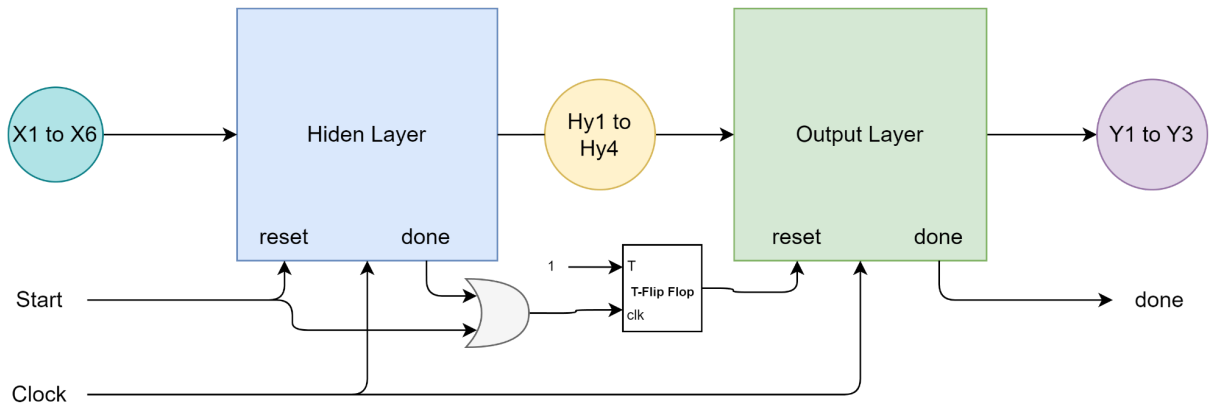 X1 to X6
Hiden Layer
Hy1 to
Hy4
Output Layer
Y1 to Y3
reset
done
reset
done
1
T
T-Flip Flop
clk
Start
done
Clock